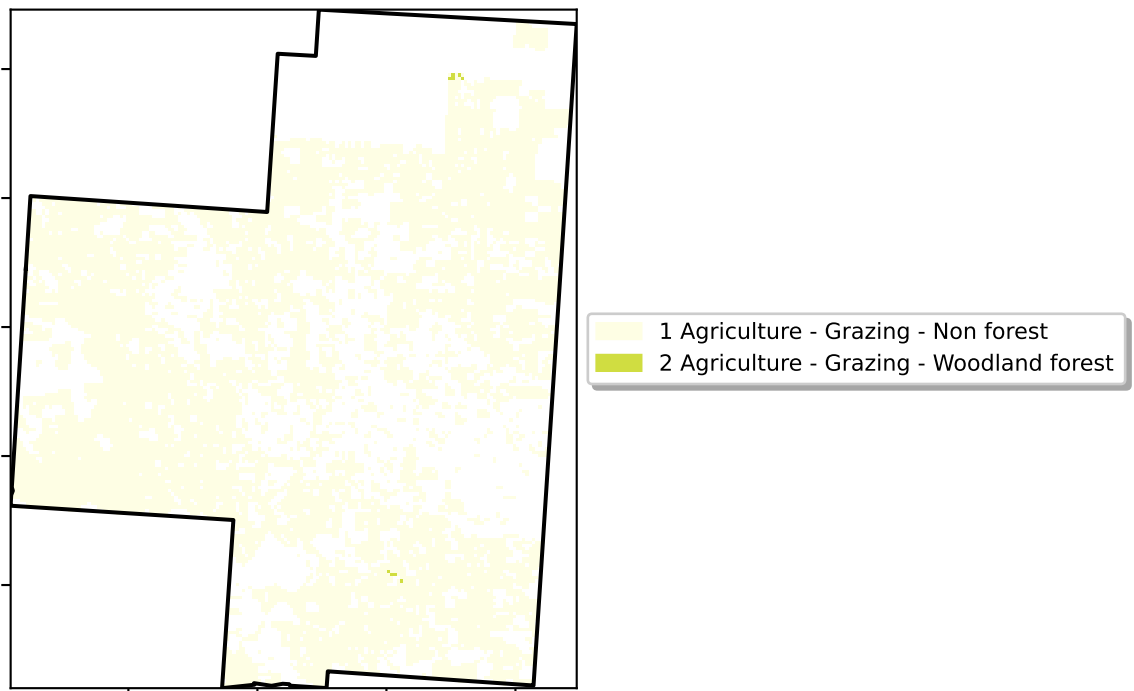 1 Agriculture - Grazing - Non forest
2 Agriculture - Grazing - Woodland forest